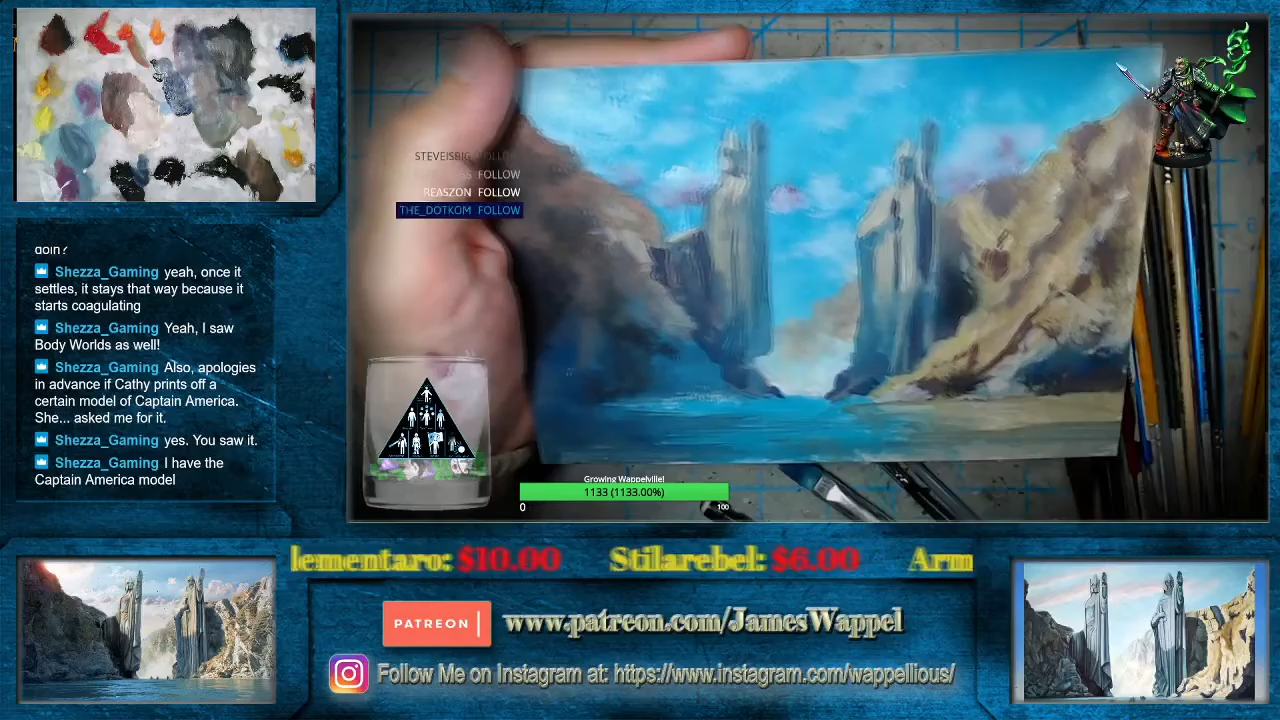 doin?
Shezza_Gaming yeah, once it
settles, it stays that way because it
starts coagulating
Shezza_Gaming Yeah, I saw
Body Worlds as well!
Shezza_Gaming Also, apologies
in advance if Cathy prints off a
certain model of Captain America.
She... asked me for it.
Shezza_Gaming yes. You saw it.
Shezza_Gaming I have the
Captain America model
STEVEISBIG FOLLOW
FOLLOW
REASZON FOLLOW
THE_DOTKOM FOLLOW
Growing Wappelville!
1133 (1133.00%)
0 100
lementaro: $10.00 Stilarebel: $6.00 Arm
PATREON www.patreon.com/JamesWappel
Follow Me on Instagram at: https://www.instagram.com/wappellious/